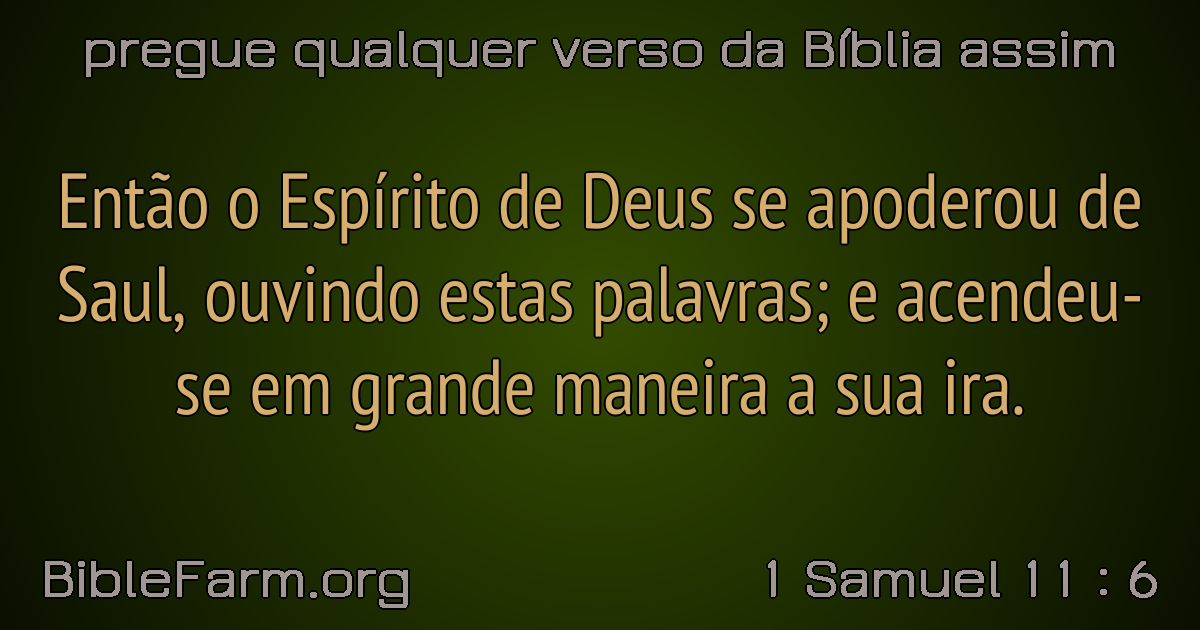 pregue qualquer verso da Bíblia assim
Então o Espírito de Deus se apoderou de
Saul, ouvindo estas palavras; e acendeu-
se em grande maneira a sua ira.
BibleFarm.org
1 Samuel 11 : 6